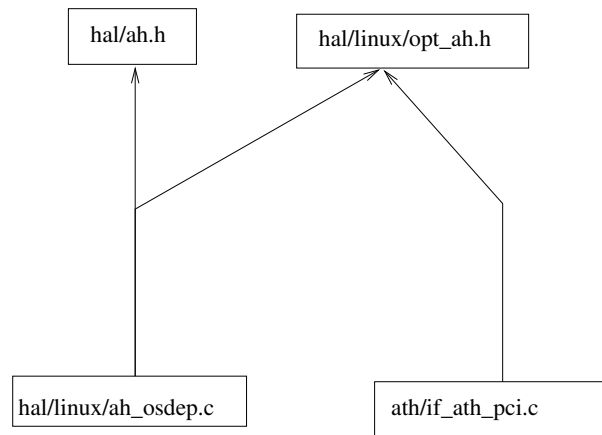 hal/ah.h
hal/linux/opt_ah.h
hal/linux/ah_osdep.c
ath/if_ath_pci.c